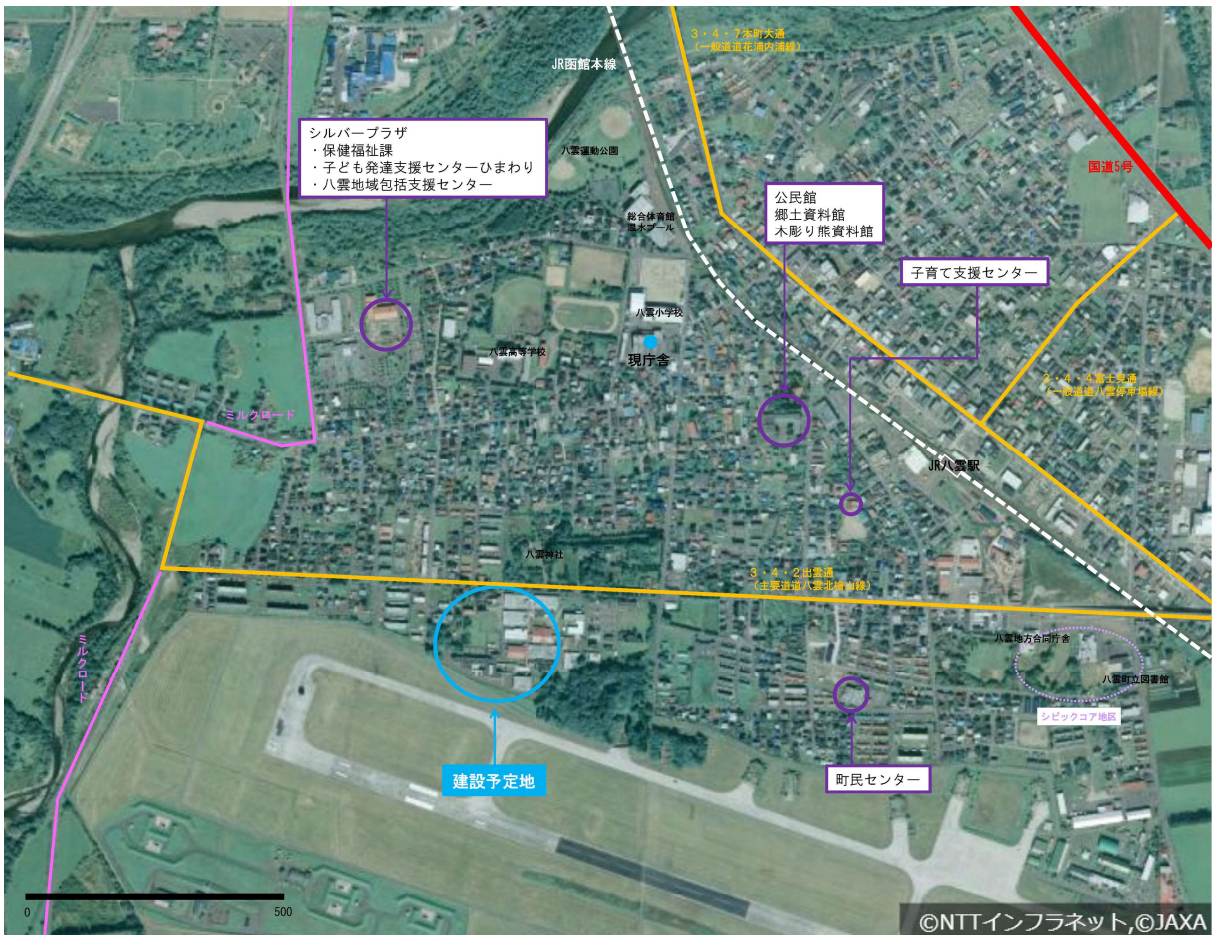 3・4・7本町大通
(一般道道花浦内浦線)
JR函館本線
シルバープラザ
・保健福祉課
・子ども発達支援センターひまわり
・八雲地域包括支援センター
八雲運動公園
国道5号
公民館
郷土資料館
木彫り熊資料館
総合体育館
温水プール
子育て支援センター
八雲小学校
現庁舎
八雲高等学校
3・4・4富士見通
(一般道道八雲停車場線)
ミルクロード
JR八雲駅
八雲神社
3・4・2出雲通
(主要道道八雲北檜山線)
八雲地方合同庁舎
ミルクロード
八雲町立図書館
シビックコア地区
建設予定地
町民センター
0
500
©NTTインフラネット,©JAXA